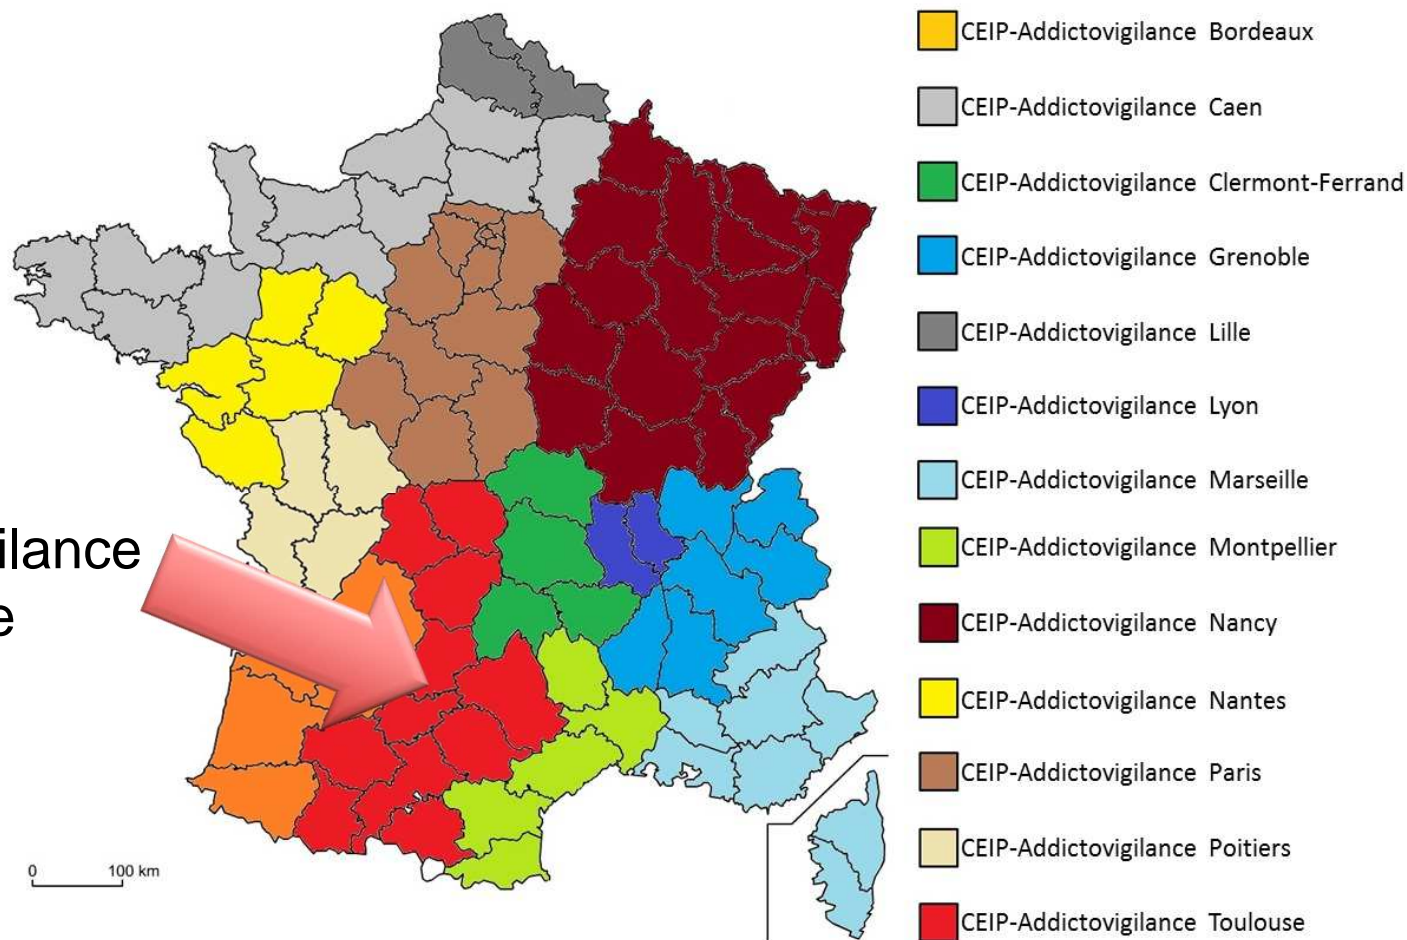 CEIP-Addictovigilance Bordeaux
CEIP-Addictovigilance Caen
CEIP-Addictovigilance Clermont-Ferrand
CEIP-Addictovigilance Grenoble
CEIP-Addictovigilance Lille
CEIP-Addictovigilance Lyon
CEIP-Addictovigilance Marseille
CEIP-Addictovigilance Montpellier
CEIP-Addictovigilance Nancy
CEIP-Addictovigilance Nantes
CEIP-Addictovigilance Paris
CEIP-Addictovigilance Poitiers
CEIP-Addictovigilance Toulouse
ilance
e
0 100 km